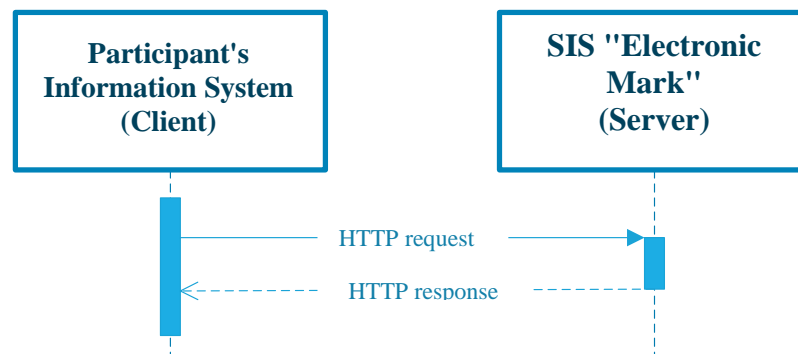 Participant's
Information System
(Client)
SIS "Electronic
Mark"
(Server)
HTTP request
HTTP response